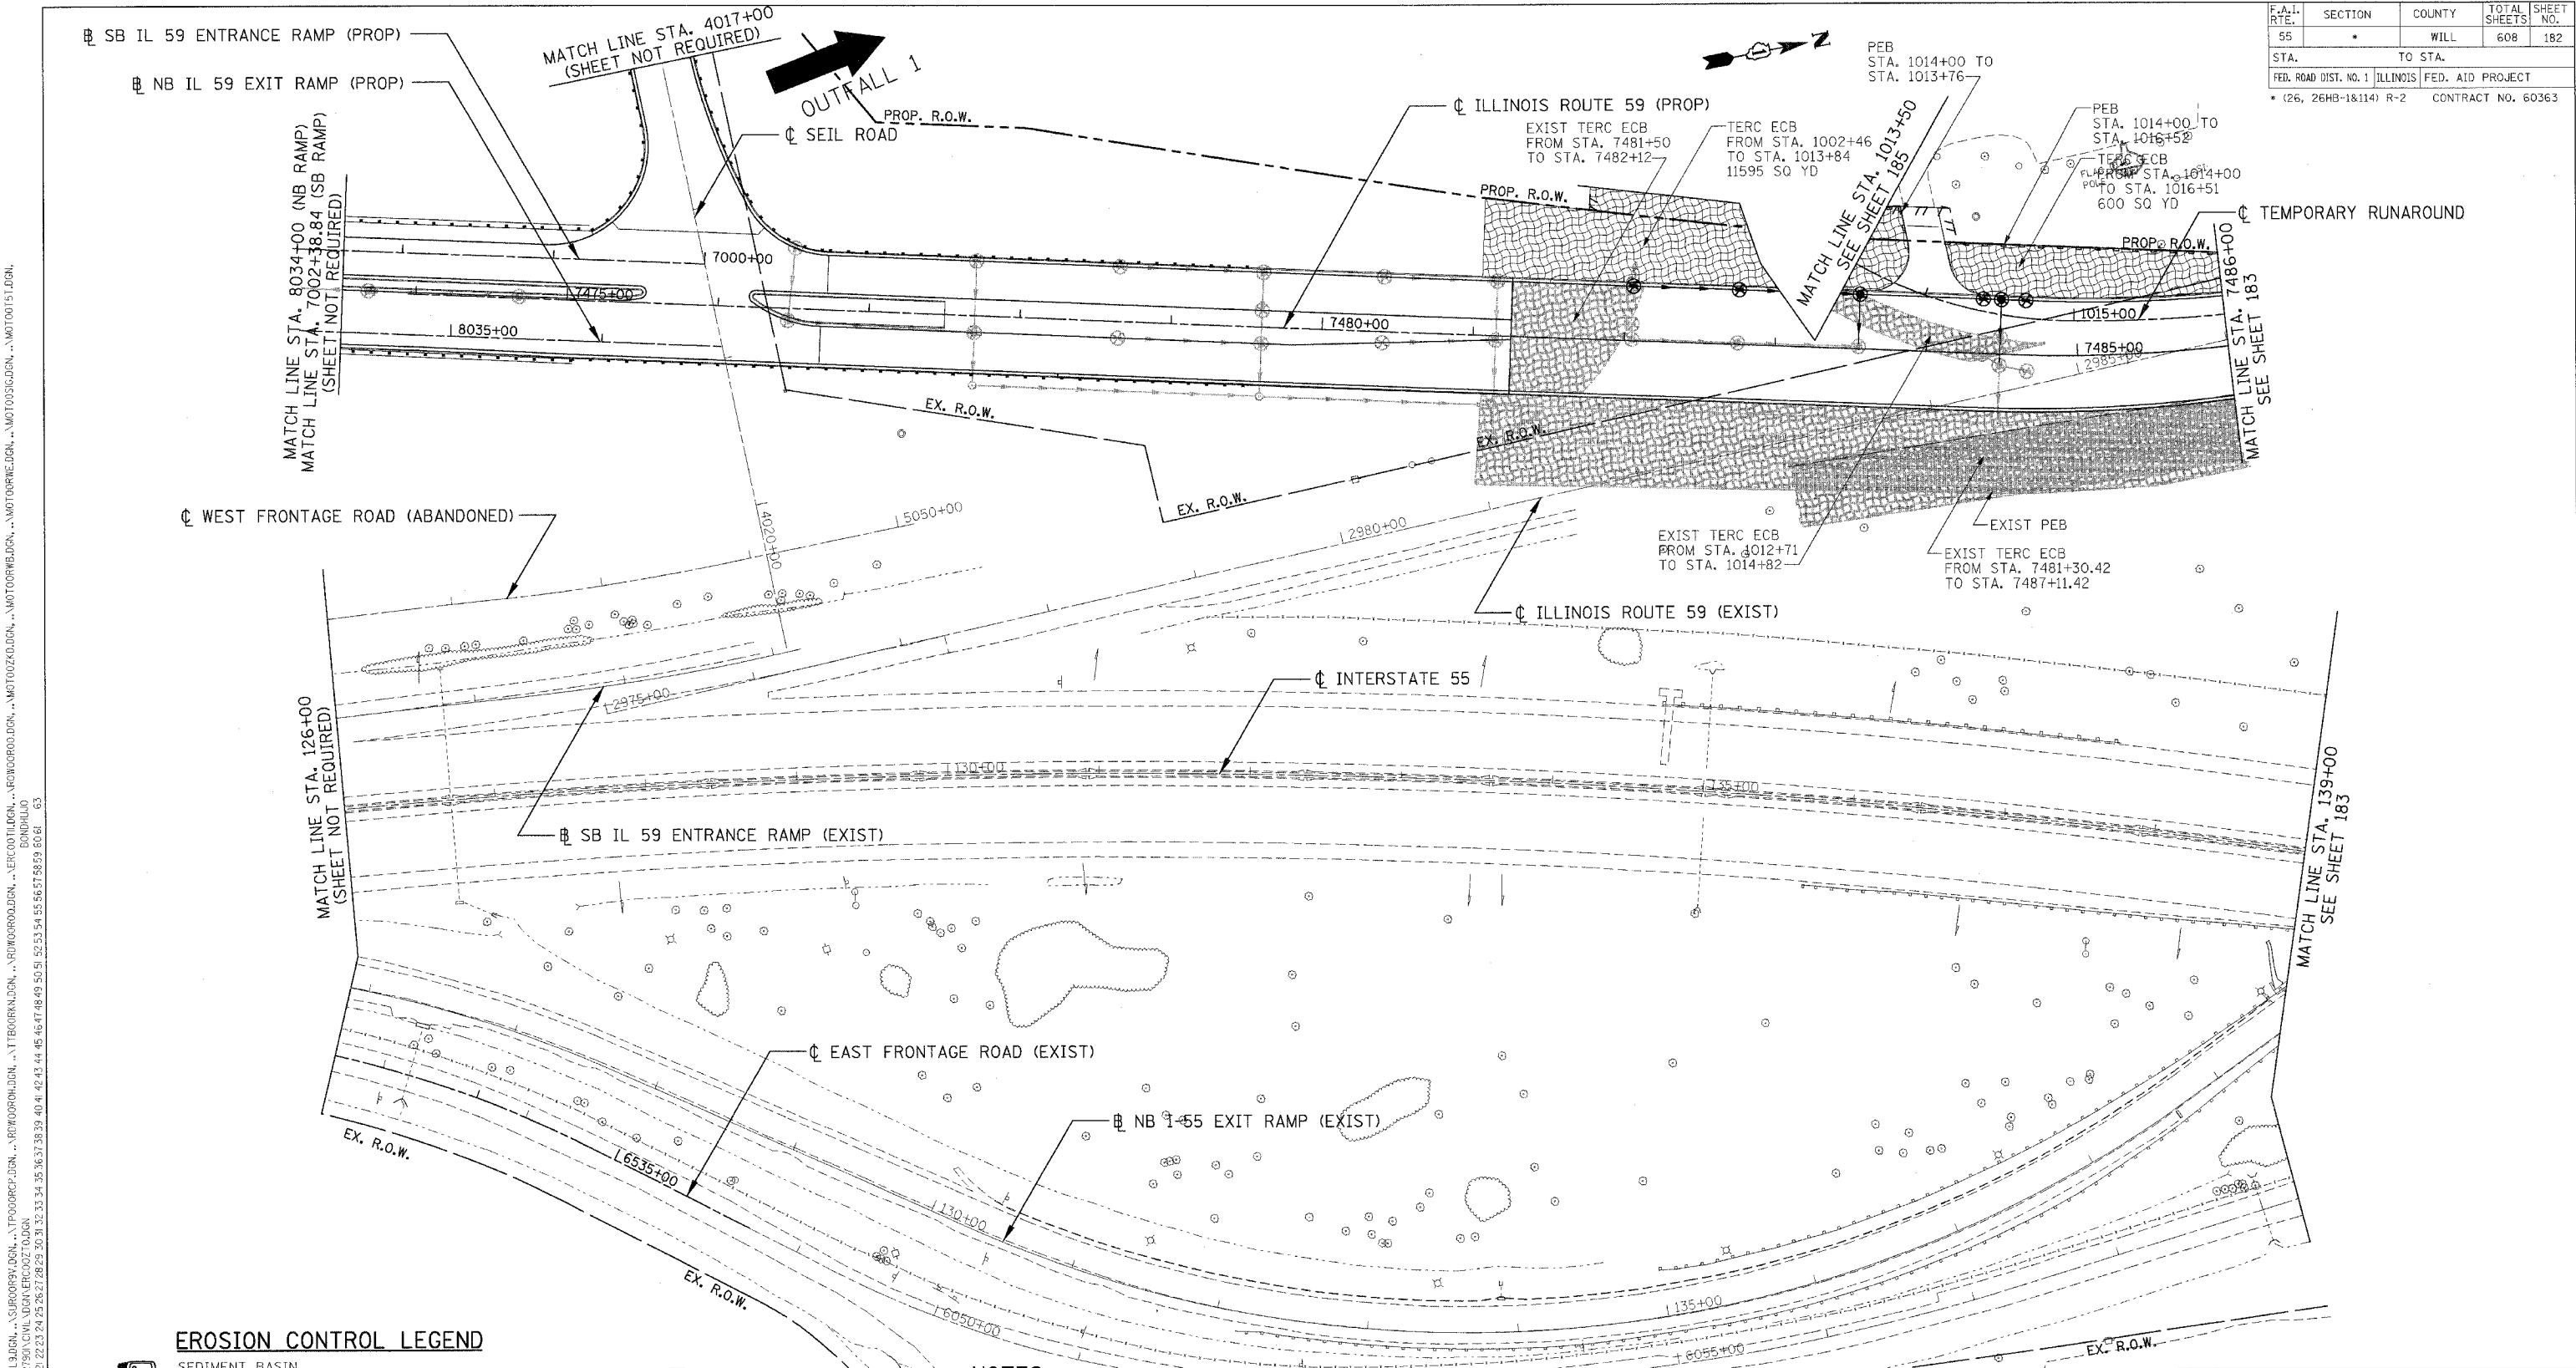 F.A.I. RTE. SECTION COUNTY TOTAL SHEETS SHEET NO.
55 * WILL 608 182
STA. TO STA.
FED. ROAD DIST. NO. 1 ILLINOIS FED. AID PROJECT
* (26, 26HB-1&114) R-2 CONTRACT NO. 60363
℄ SB IL 59 ENTRANCE RAMP (PROP)
℄ NB IL 59 EXIT RAMP (PROP)
MATCH LINE STA. 4017+00
(SHEET NOT REQUIRED)
OUTFALL 1
PROP. R.O.W.
℄ SEIL ROAD
℄ ILLINOIS ROUTE 59 (PROP)
EXIST TERC ECB
FROM STA. 7481+50
TO STA. 7482+12
TERC ECB
FROM STA. 1002+46
TO STA. 1013+84
11595 SQ YD
Z
PEB
STA. 1014+00 TO
STA. 1013+76
MATCH LINE STA. 1013+50
SEE SHEET 185
PEB
STA. 1014+00 TO
STA. 1016+52
TERC ECB
FROM STA. 1014+00
TO STA. 1016+51
600 SQ YD
POLE
℄ TEMPORARY RUNAROUND
PROP. R.O.W.
PROP. R.O.W.
MATCH LINE STA. 8034+00 (NB RAMP)
MATCH LINE STA. 7002+38.84 (SB RAMP)
(SHEET NOT REQUIRED)
7000+00
7475+00
8035+00
7480+00
1015+00
7485+00
2985+00
MATCH LINE STA. 7486+00
SEE SHEET 183
EX. R.O.W.
EX. R.O.W.
EX. R.O.W.
℄ WEST FRONTAGE ROAD (ABANDONED)
4020+00
5050+00
2980+00
EXIST TERC ECB
FROM STA. 1012+71
TO STA. 1014+82
EXIST PEB
EXIST TERC ECB
FROM STA. 7481+30.42
TO STA. 7487+11.42
℄ ILLINOIS ROUTE 59 (EXIST)
℄ INTERSTATE 55
2975+00
MATCH LINE STA. 126+00
(SHEET NOT REQUIRED)
130+00
135+00
MATCH LINE STA. 139+00
SEE SHEET 183
℄ SB IL 59 ENTRANCE RAMP (EXIST)
℄ EAST FRONTAGE ROAD (EXIST)
℄ NB I-55 EXIT RAMP (EXIST)
EX. R.O.W.
6535+00
130+00
EX. R.O.W.
6050+00
135+00
6055+00
EX. R.O.W.
EROSION CONTROL LEGEND
SEDIMENT BASIN
NOTES
BONDHUJO